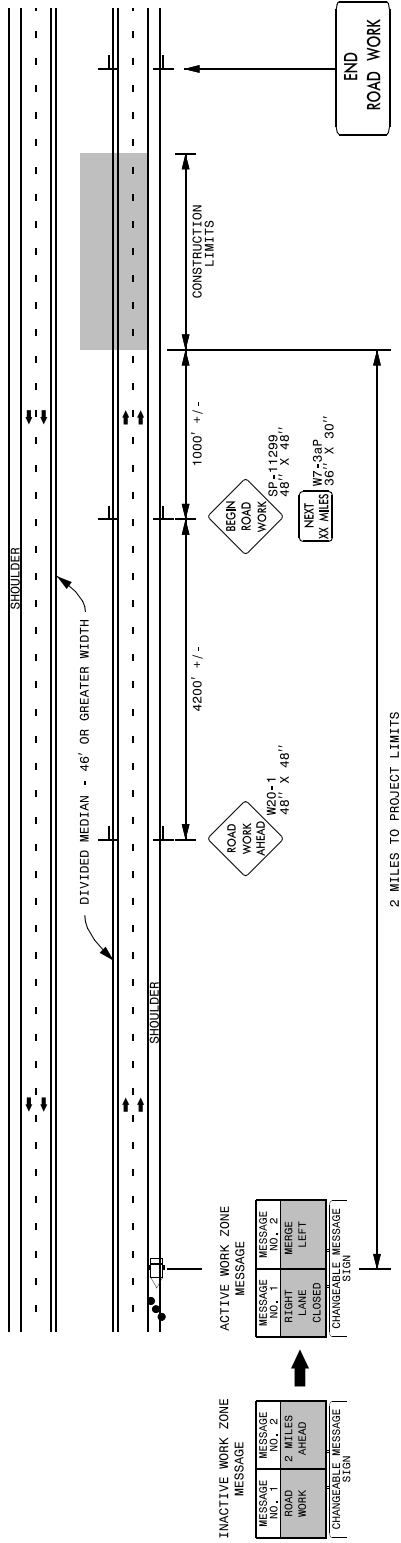 SHOULDER
DIVIDED MEDIAN - 46' OR GREATER WIDTH
SHOULDER
CONSTRUCTION
LIMITS
1000' +/-
4200' +/-
END
ROAD WORK
BEGIN
ROAD
WORK
SP-11299
48'' X 48''
NEXT
XX MILES
W7-3aP
36'' X 30''
ROAD
WORK
AHEAD
W20-1
48'' X 48''
2 MILES TO PROJECT LIMITS
INACTIVE WORK ZONE
MESSAGE
MESSAGE
NO. 1
MESSAGE
NO. 2
ROAD
WORK
2 MILES
AHEAD
CHANGEABLE MESSAGE
SIGN
ACTIVE WORK ZONE
MESSAGE
MESSAGE
NO. 1
MESSAGE
NO. 2
RIGHT
LANE
CLOSED
MERGE
LEFT
CHANGEABLE MESSAGE
SIGN